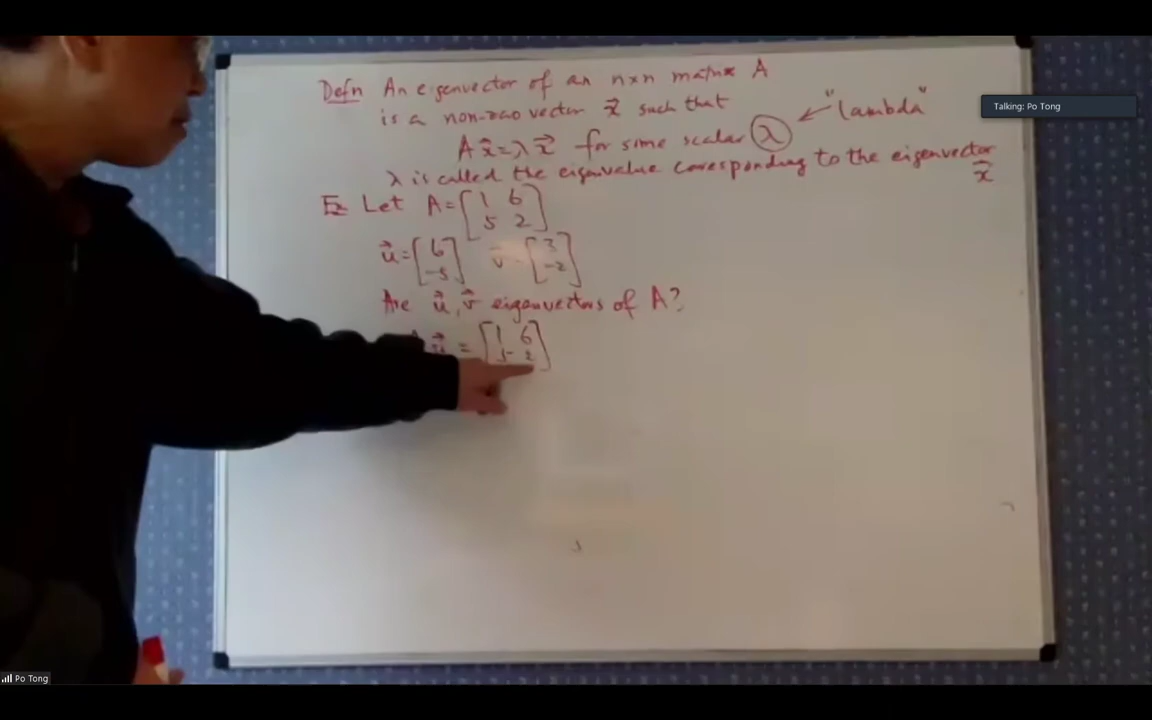 Defn An eigenvector of an n×n matrix A
is a non-zero vector x⃗ such that
Ax⃗=λx⃗ for some scalar λ ← "lambda"
λ is called the eigenvalue corresponding to the eigenvector x⃗
Ex Let A=[1 6
5 2]
u⃗=[6
-5] v⃗=[3
-2]
Are u⃗,v⃗ eigenvectors of A?
u⃗ = [1 6
5 2]
Talking: Po Tong
Po Tong